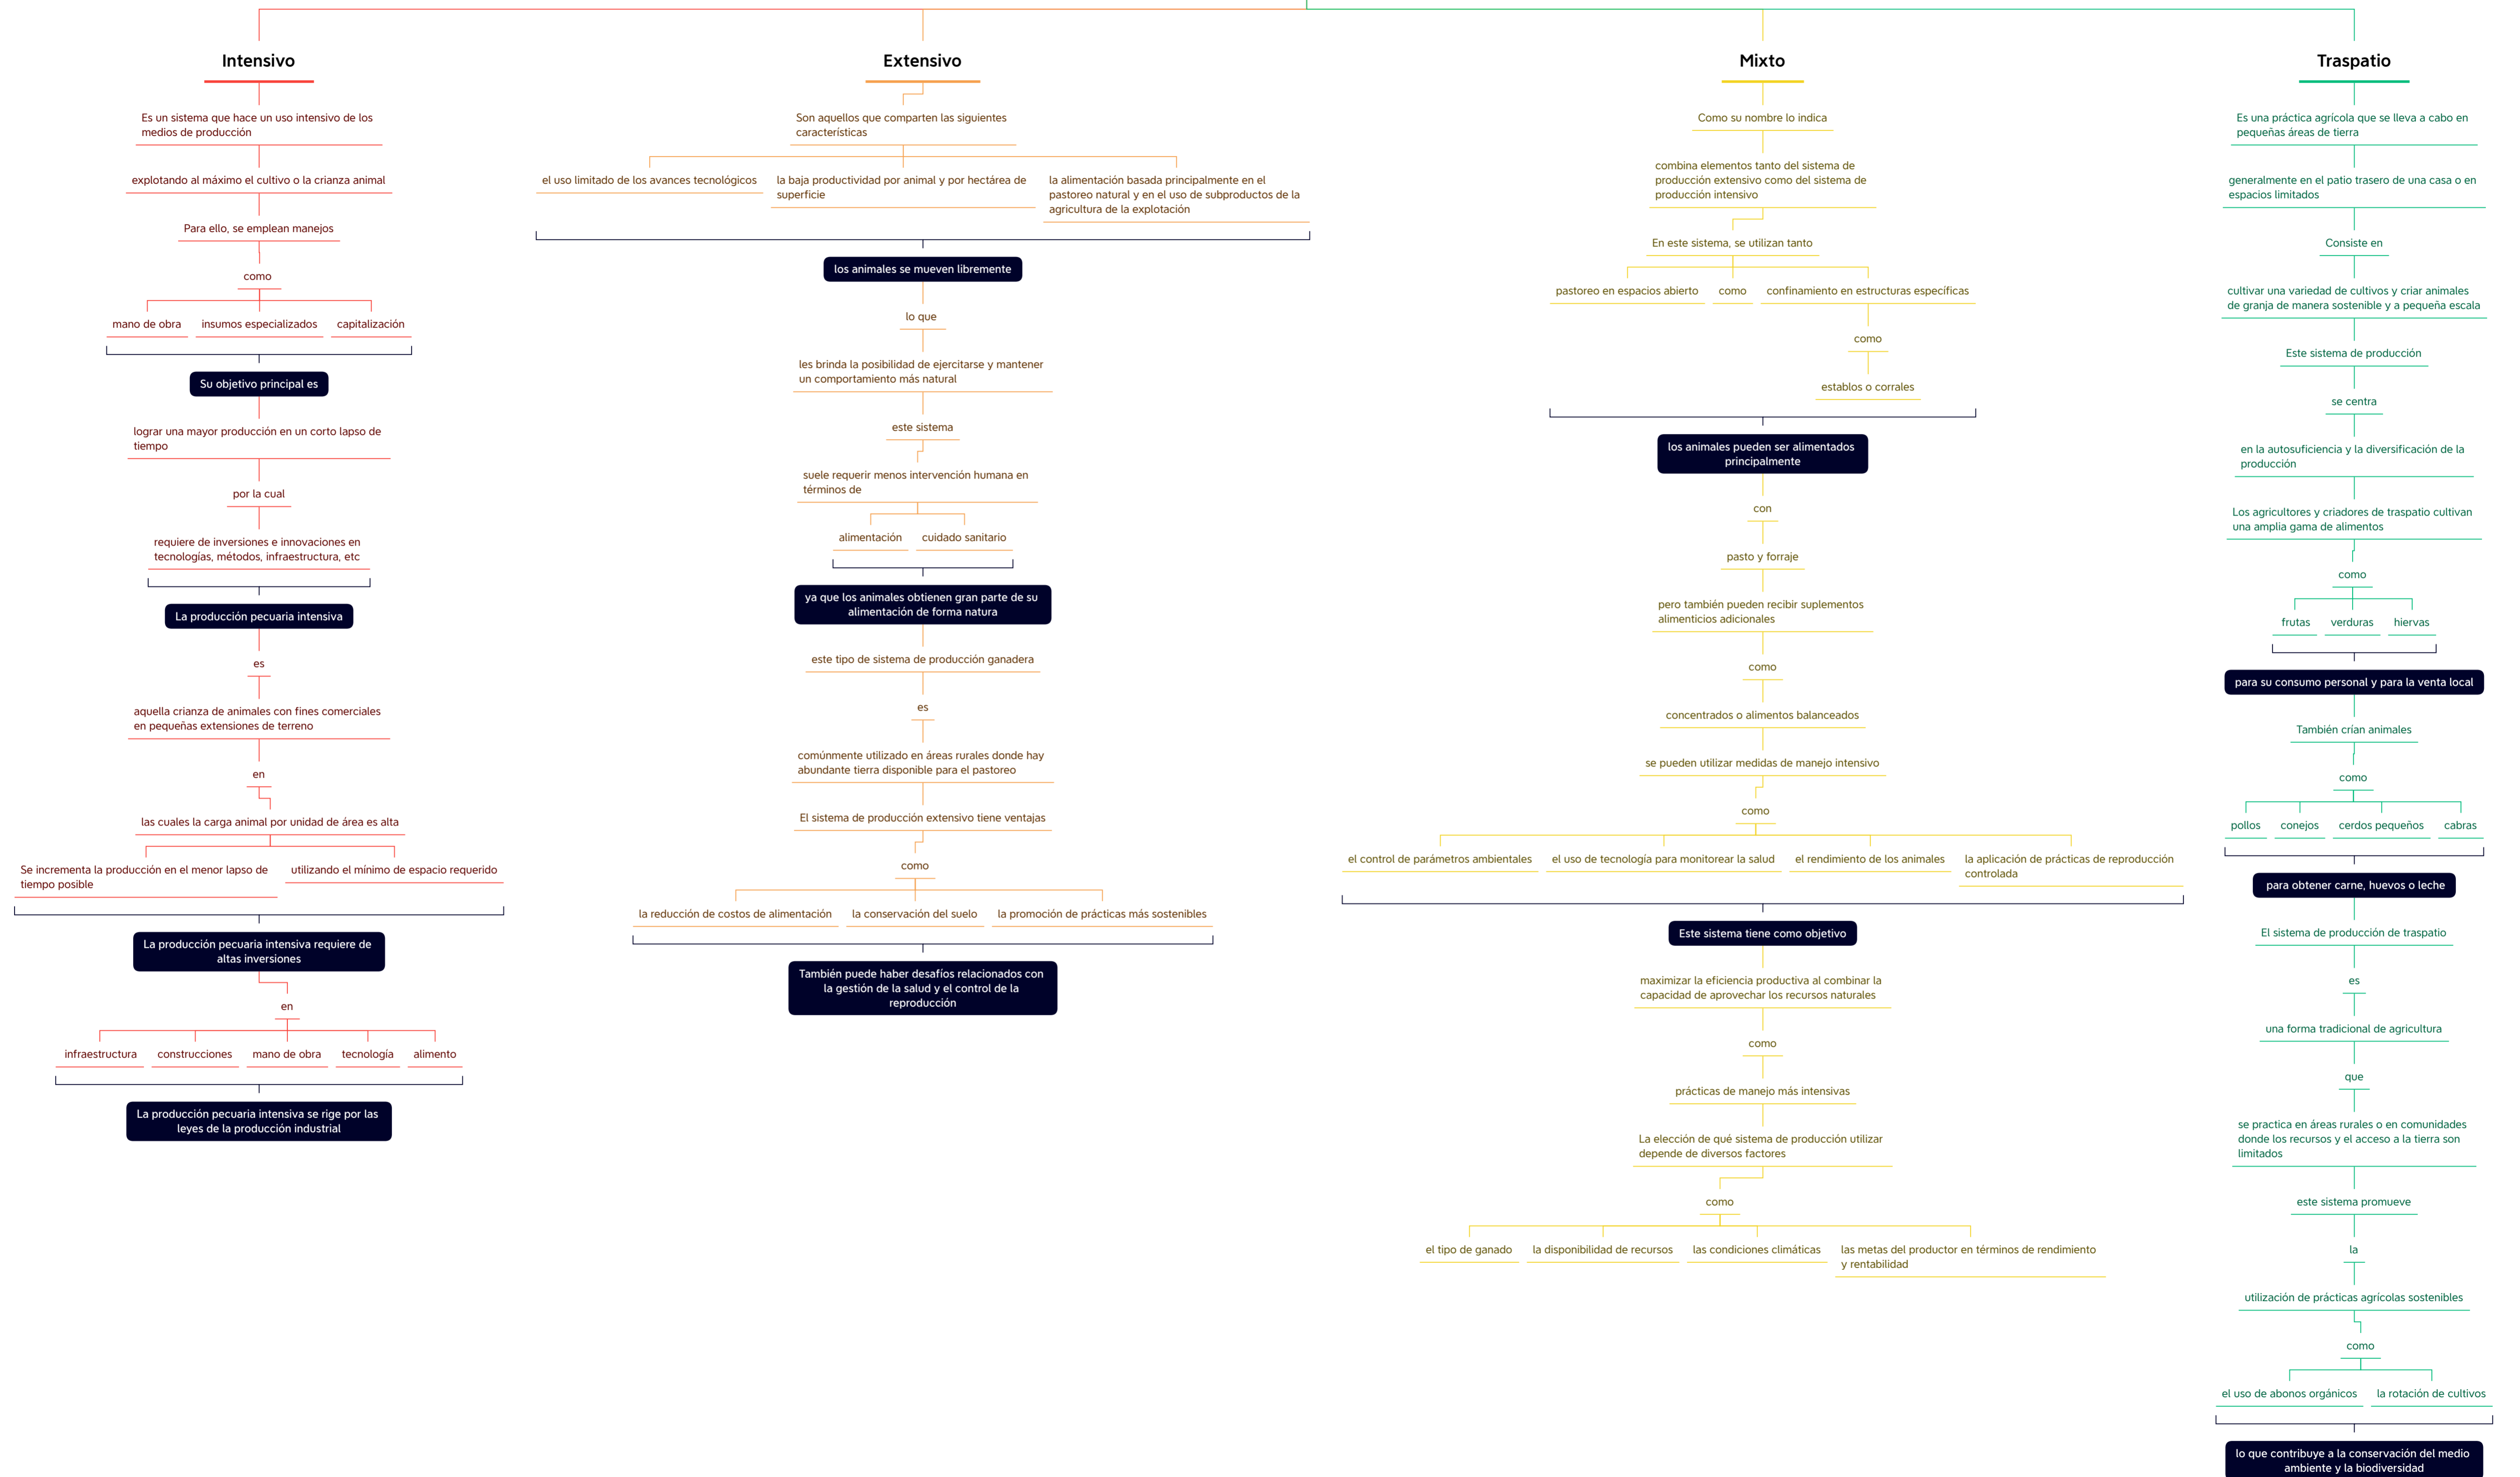 Intensivo
Es un sistema que hace un uso intensivo de los
medios de producción
explotando al máximo el cultivo o la crianza animal
Para ello, se emplean manejos
como
mano de obra
insumos especializados
capitalización
Su objetivo principal es
lograr una mayor producción en un corto lapso de
tiempo
por la cual
requiere de inversiones e innovaciones en
tecnologías, métodos, infraestructura, etc
La producción pecuaria intensiva
es
aquella crianza de animales con fines comerciales
en pequeñas extensiones de terreno
en
las cuales la carga animal por unidad de área es alta
Se incrementa la producción en el menor lapso de
tiempo posible
utilizando el mínimo de espacio requerido
La producción pecuaria intensiva requiere de
altas inversiones
en
infraestructura
construcciones
mano de obra
tecnología
alimento
La producción pecuaria intensiva se rige por las
leyes de la producción industrial
Extensivo
Son aquellos que comparten las siguientes
características
el uso limitado de los avances tecnológicos
la baja productividad por animal y por hectárea de
superficie
la alimentación basada principalmente en el
pastoreo natural y en el uso de subproductos de la
agricultura de la explotación
los animales se mueven libremente
lo que
les brinda la posibilidad de ejercitarse y mantener
un comportamiento más natural
este sistema
suele requerir menos intervención humana en
términos de
alimentación
cuidado sanitario
ya que los animales obtienen gran parte de su
alimentación de forma natura
este tipo de sistema de producción ganadera
es
comúnmente utilizado en áreas rurales donde hay
abundante tierra disponible para el pastoreo
El sistema de producción extensivo tiene ventajas
como
la reducción de costos de alimentación
la conservación del suelo
la promoción de prácticas más sostenibles
También puede haber desafíos relacionados con
la gestión de la salud y el control de la
reproducción
Mixto
Como su nombre lo indica
combina elementos tanto del sistema de
producción extensivo como del sistema de
producción intensivo
En este sistema, se utilizan tanto
pastoreo en espacios abierto
como
confinamiento en estructuras específicas
como
establos o corrales
los animales pueden ser alimentados
principalmente
con
pasto y forraje
pero también pueden recibir suplementos
alimenticios adicionales
como
concentrados o alimentos balanceados
se pueden utilizar medidas de manejo intensivo
como
el control de parámetros ambientales
el uso de tecnología para monitorear la salud
el rendimiento de los animales
la aplicación de prácticas de reproducción
controlada
Este sistema tiene como objetivo
maximizar la eficiencia productiva al combinar la
capacidad de aprovechar los recursos naturales
como
prácticas de manejo más intensivas
La elección de qué sistema de producción utilizar
depende de diversos factores
como
el tipo de ganado
la disponibilidad de recursos
las condiciones climáticas
las metas del productor en términos de rendimiento
y rentabilidad
Traspatio
Es una práctica agrícola que se lleva a cabo en
pequeñas áreas de tierra
generalmente en el patio trasero de una casa o en
espacios limitados
Consiste en
cultivar una variedad de cultivos y criar animales
de granja de manera sostenible y a pequeña escala
Este sistema de producción
se centra
en la autosuficiencia y la diversificación de la
producción
Los agricultores y criadores de traspatio cultivan
una amplia gama de alimentos
como
frutas
verduras
hiervas
para su consumo personal y para la venta local
También crían animales
como
pollos
conejos
cerdos pequeños
cabras
para obtener carne, huevos o leche
El sistema de producción de traspatio
es
una forma tradicional de agricultura
que
se practica en áreas rurales o en comunidades
donde los recursos y el acceso a la tierra son
limitados
este sistema promueve
la
utilización de prácticas agrícolas sostenibles
como
el uso de abonos orgánicos
la rotación de cultivos
lo que contribuye a la conservación del medio
ambiente y la biodiversidad